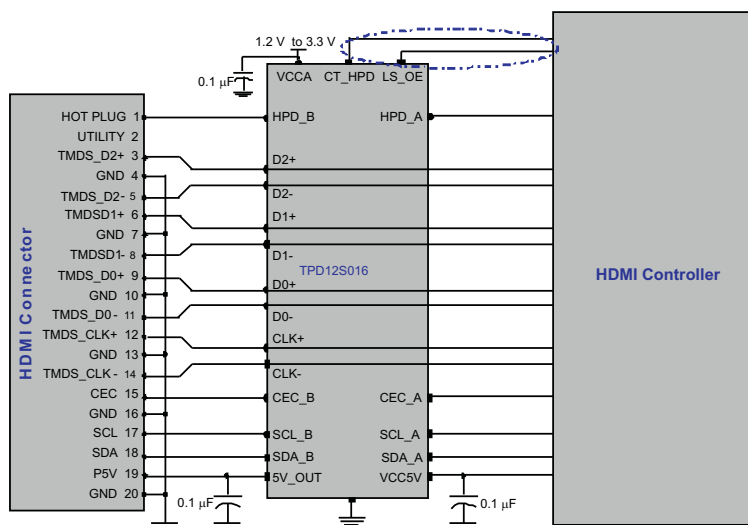 1.2 V to 3.3 V
0.1 µF
VCCA CT_HPD LS_OE
HDMI Connector
HOT PLUG 1
UTILITY 2
TMDS_D2+ 3
GND 4
TMDS_D2- 5
TMDSD1+ 6
GND 7
TMDSD1- 8
TMDS_D0+ 9
GND 10
TMDS_D0- 11
TMDS_CLK+ 12
GND 13
TMDS_CLK- 14
CEC 15
GND 16
SCL 17
SDA 18
P5V 19
GND 20
HPD_B HPD_A
D2+
D2-
D1+
D1-
TPD12S016
D0+
D0-
CLK+
CLK-
CEC_B CEC_A
SCL_B SCL_A
SDA_B SDA_A
5V_OUT VCC5V
0.1 µF
0.1 µF
HDMI Controller